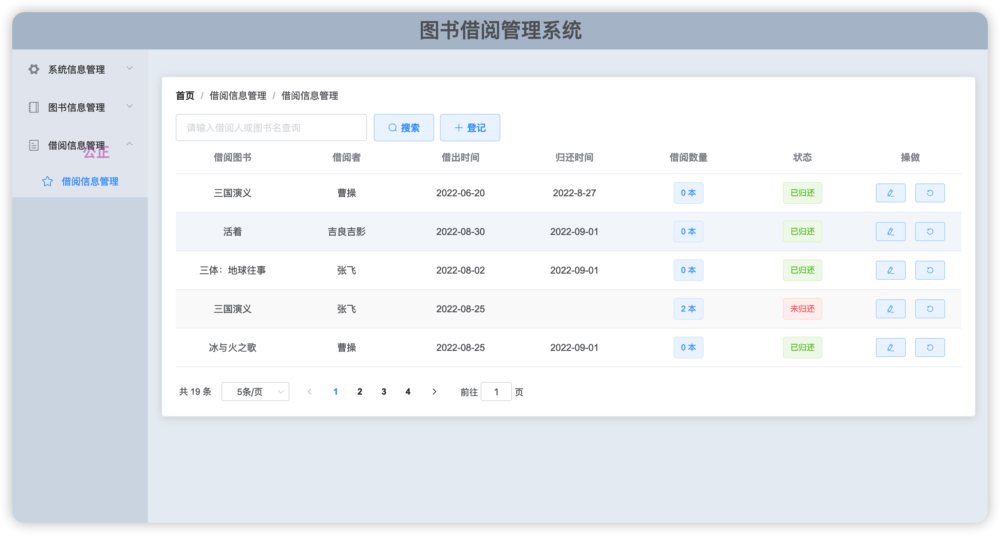 图书借阅管理系统
系统信息管理
图书信息管理
借阅信息管理
公正
借阅信息管理
首页 / 借阅信息管理 / 借阅信息管理
请输入借阅人或图书名查询 搜索 登记
借阅图书 借阅者 借出时间 归还时间 借阅数量 状态 操做
三国演义 曹操 2022-06-20 2022-8-27 0 本 已归还
活着 吉良吉影 2022-08-30 2022-09-01 0 本 已归还
三体：地球往事 张飞 2022-08-02 2022-09-01 0 本 已归还
三国演义 张飞 2022-08-25 2 本 未归还
冰与火之歌 曹操 2022-08-25 2022-09-01 0 本 已归还
共 19 条 5条/页 1 2 3 4 前往 1 页